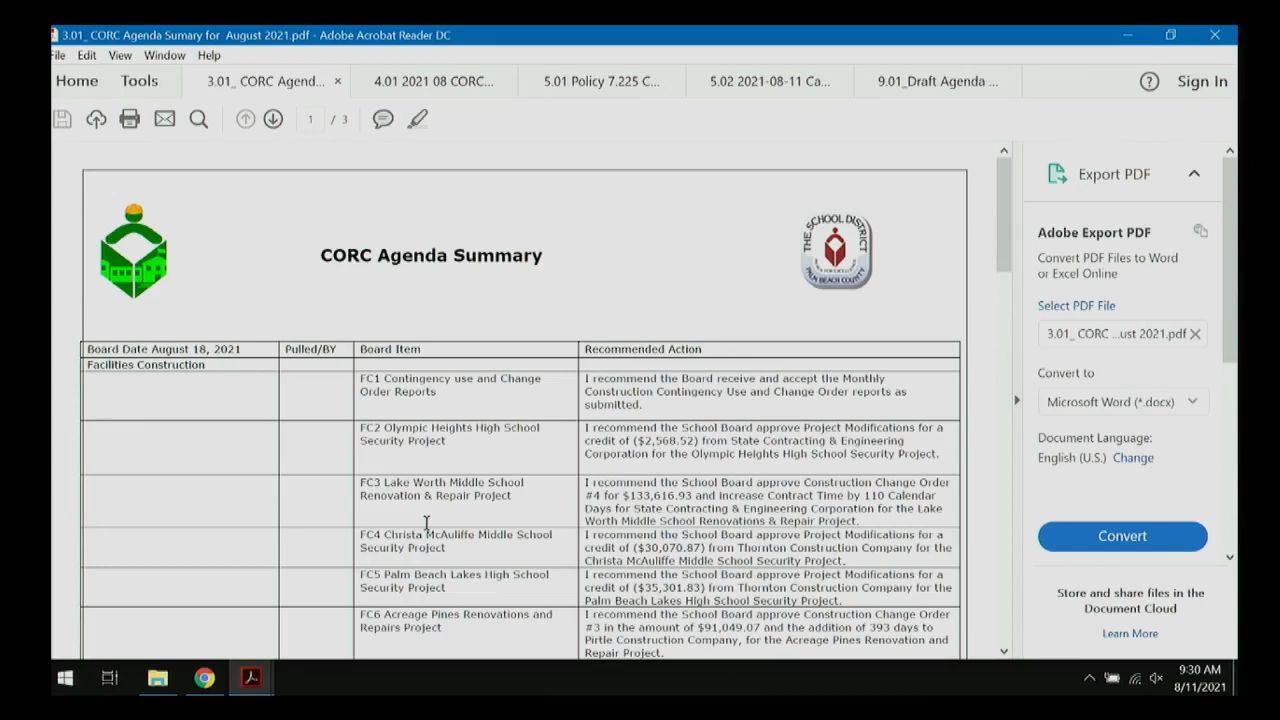 3.01_ CORC Agenda Sumary for August 2021.pdf - Adobe Acrobat Reader DC
File Edit View Window Help
Home Tools 3.01_ CORC Agend... × 4.01 2021 08 CORC... 5.01 Policy 7.225 C... 5.02 2021-08-11 Ca... 9.01_Draft Agenda ... Sign In
1 / 3
THE SCHOOL DISTRICT
PALM BEACH COUNTY
CORC Agenda Summary
Board Date August 18, 2021 Pulled/BY Board Item Recommended Action
Facilities Construction
FC1 Contingency use and Change
Order Reports
I recommend the Board receive and accept the Monthly
Construction Contingency Use and Change Order reports as
submitted.
FC2 Olympic Heights High School
Security Project
I recommend the School Board approve Project Modifications for a
credit of ($2,568.52) from State Contracting & Engineering
Corporation for the Olympic Heights High School Security Project.
FC3 Lake Worth Middle School
Renovation & Repair Project
I recommend the School Board approve Construction Change Order
#4 for $133,616.93 and increase Contract Time by 110 Calendar
Days for State Contracting & Engineering Corporation for the Lake
Worth Middle School Renovations & Repair Project.
FC4 Christa McAuliffe Middle School
Security Project
I recommend the School Board approve Project Modifications for a
credit of ($30,070.87) from Thornton Construction Company for the
Christa McAuliffe Middle School Security Project.
FC5 Palm Beach Lakes High School
Security Project
I recommend the School Board approve Project Modifications for a
credit of ($35,301.83) from Thornton Construction Company for the
Palm Beach Lakes High School Security Project.
FC6 Acreage Pines Renovations and
Repairs Project
I recommend the School Board approve Construction Change Order
#3 in the amount of $91,049.07 and the addition of 393 days to
Pirtle Construction Company, for the Acreage Pines Renovation and
Repair Project.
Export PDF
Adobe Export PDF
Convert PDF Files to Word
or Excel Online
Select PDF File
3.01_ CORC ...ust 2021.pdf
Convert to
Microsoft Word (*.docx)
Document Language:
English (U.S.) Change
Convert
Store and share files in the
Document Cloud
Learn More
9:30 AM
8/11/2021